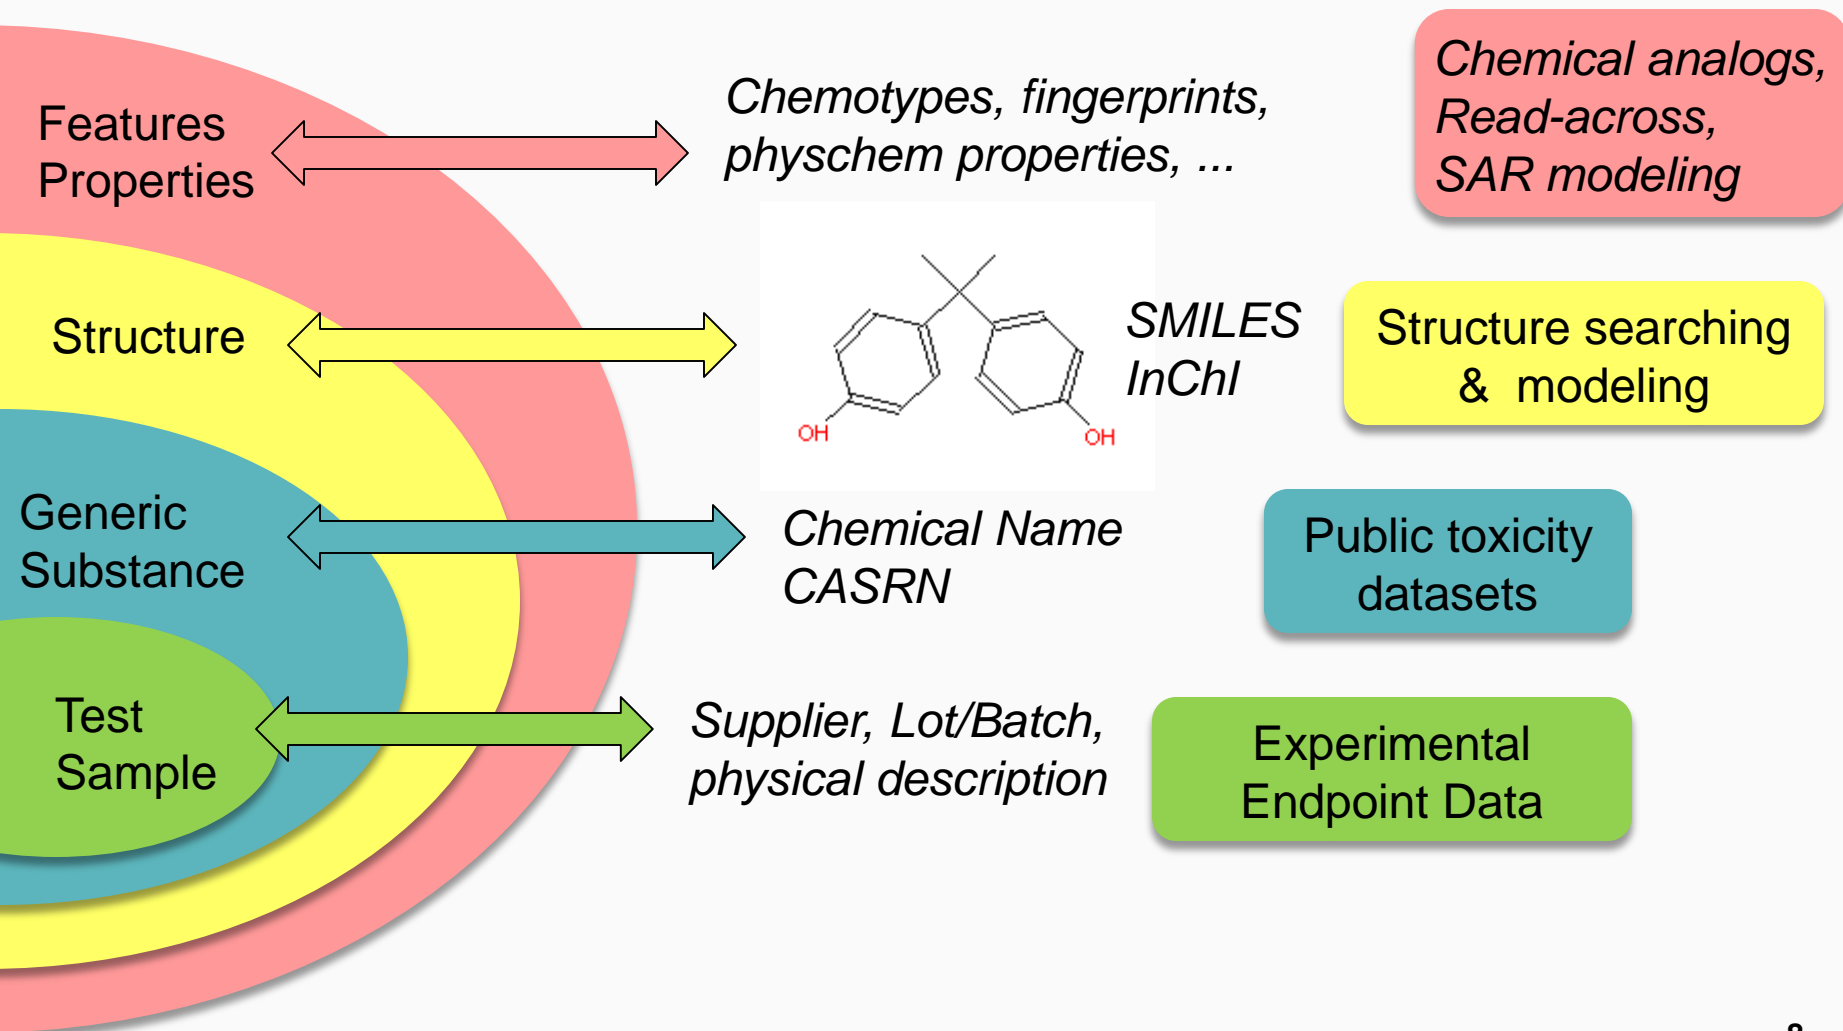 Features
Properties
Chemotypes, fingerprints,
physchem properties, ...
Chemical analogs,
Read-across,
SAR modeling
Structure
OH
OH
SMILES
InChI
Structure searching
& modeling
Generic
Substance
Chemical Name
CASRN
Public toxicity
datasets
Test
Sample
Supplier, Lot/Batch,
physical description
Experimental
Endpoint Data